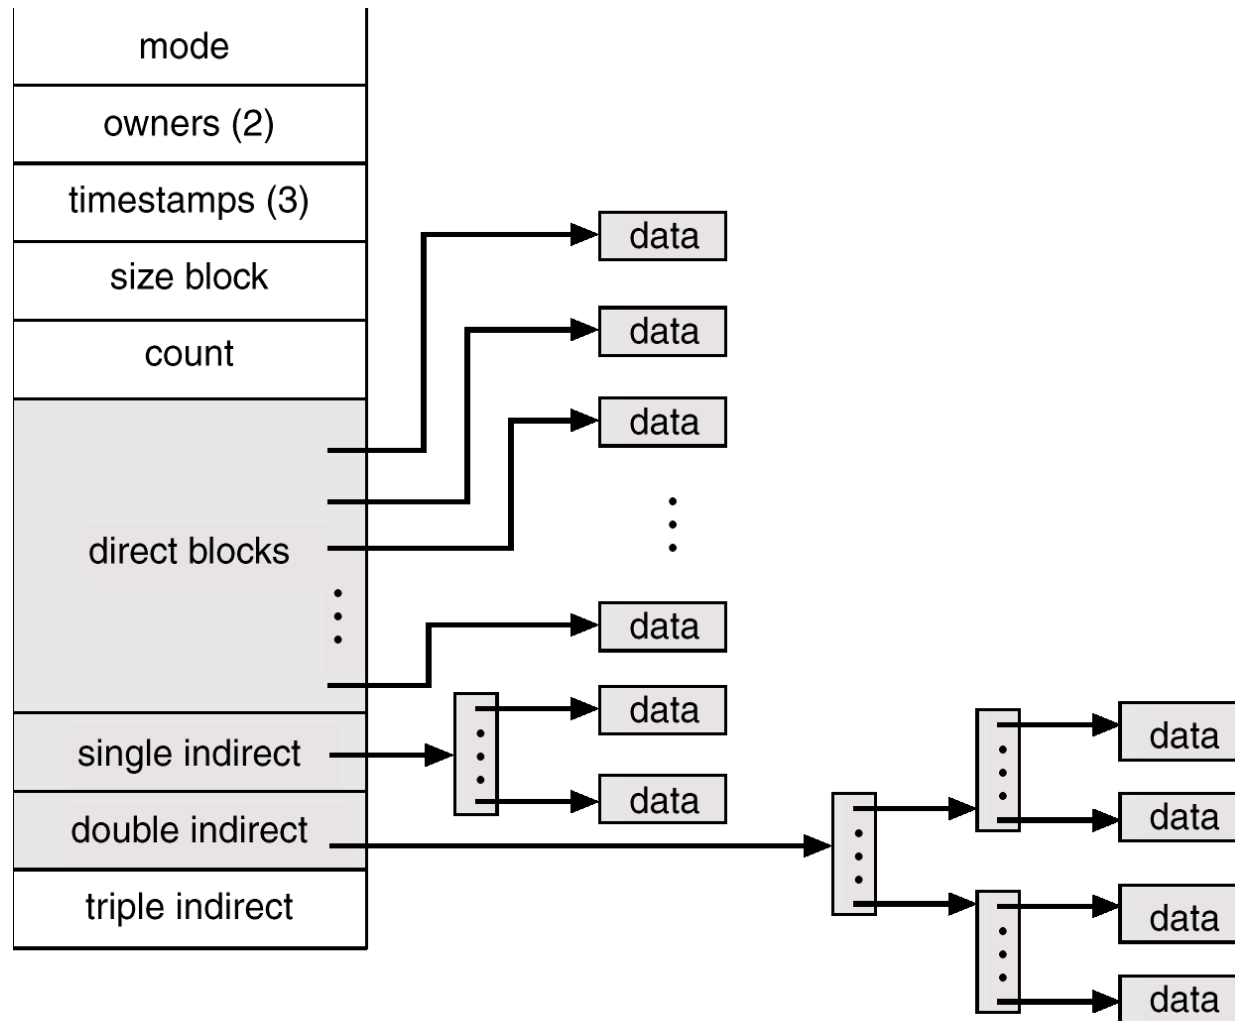 mode
owners (2)
timestamps (3)
size block
count
direct blocks
single indirect
double indirect
triple indirect
data
data
data
data
data
data
data
data
data
data